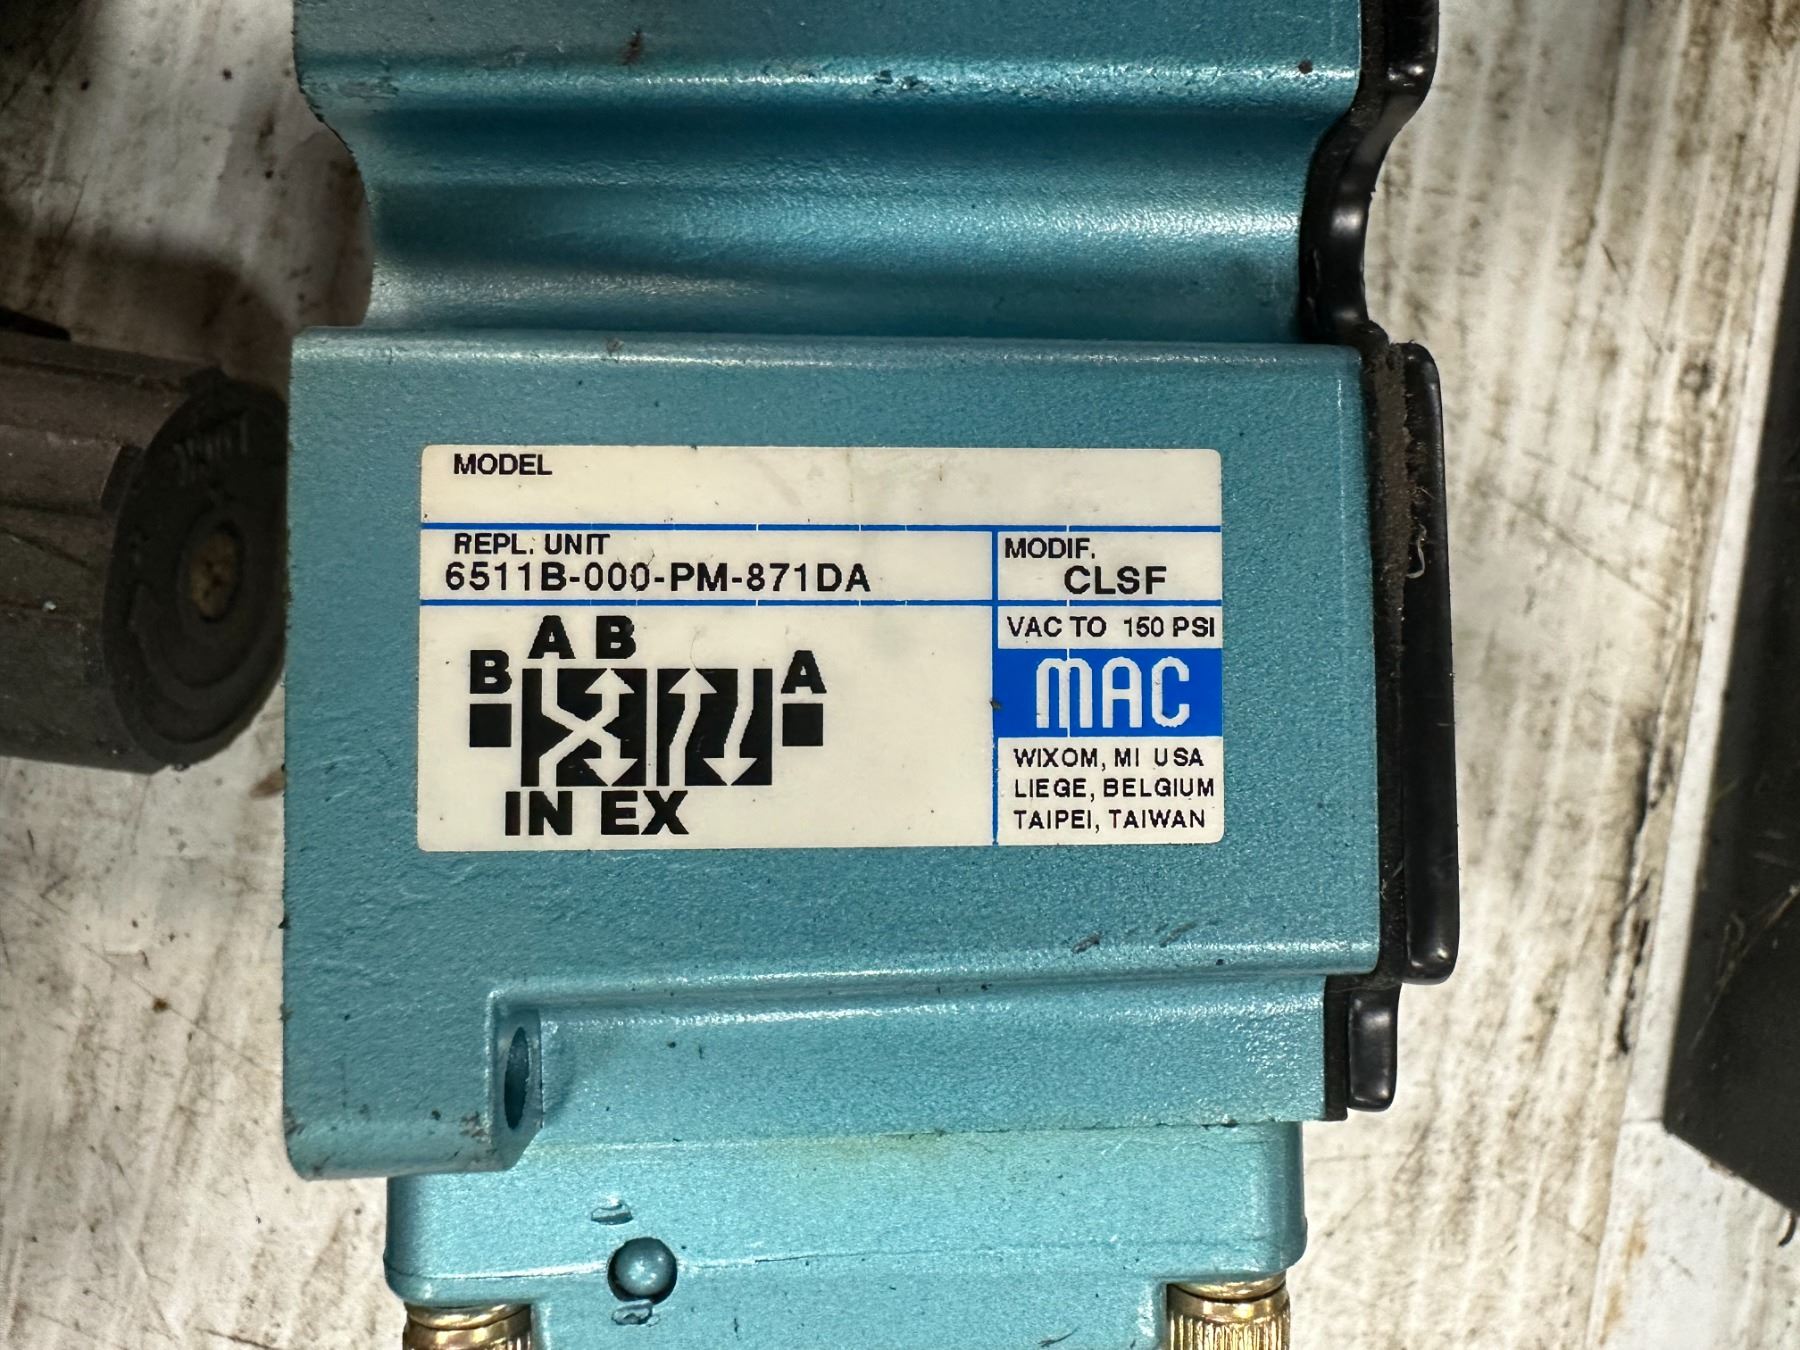 MODEL
REPL. UNIT
6511B-000-PM-871DA
MODIF.
CLSF
VAC TO 150 PSI
MAC
WIXOM, MI USA
LIEGE, BELGIUM
TAIPEI, TAIWAN
A B
B A
IN EX